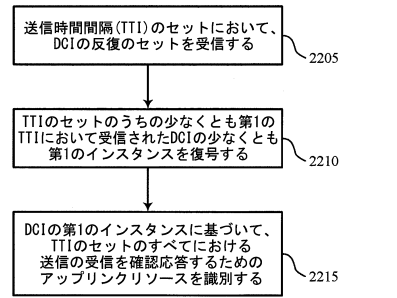 送信時間間隔(TTI)のセットにおいて、
DCIの反復のセットを受信する
2205
TTIのセットのうちの少なくとも第1の
TTIにおいて受信されたDCIの少なくとも
第1のインスタンスを復号する
2210
DCIの第1のインスタンスに基づいて、
TTIのセットのすべてにおける
送信の受信を確認応答するための
アップリンクリソースを識別する
2215